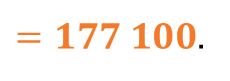 = 177 100.